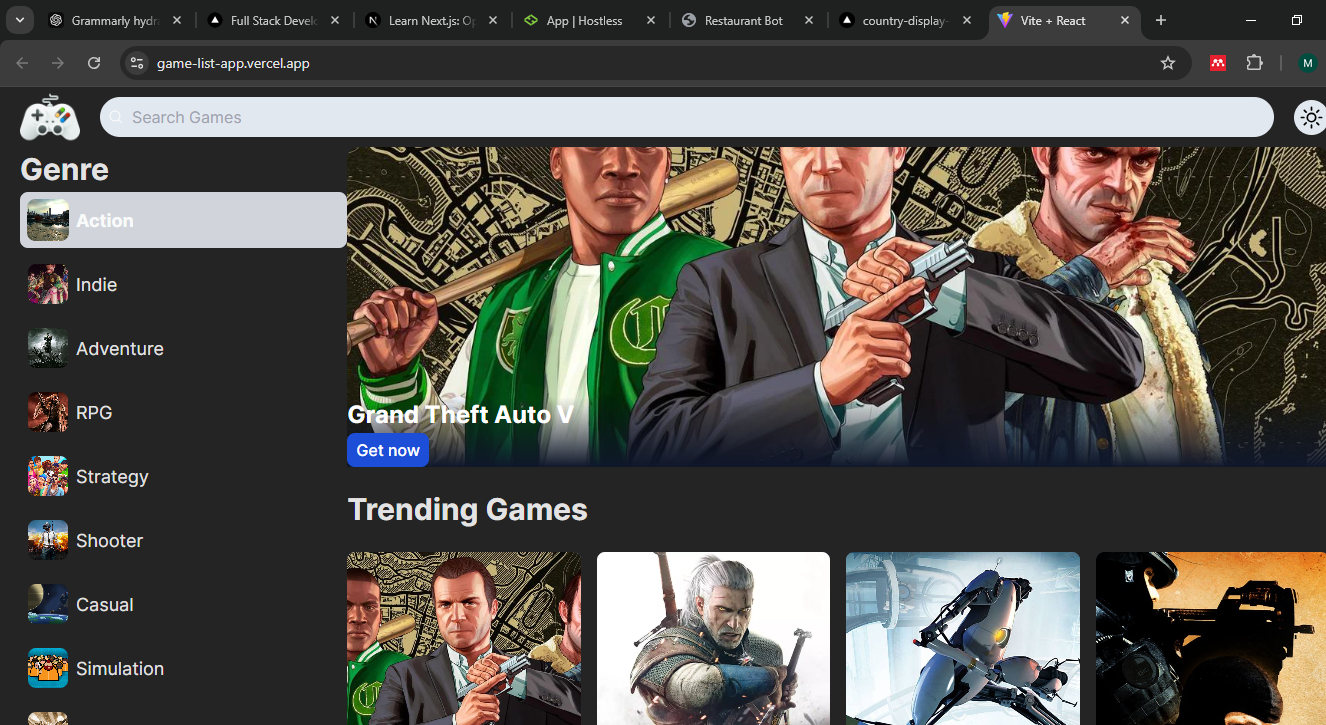 Grammarly hydra
Full Stack Develo
Learn Next.js: Op
App | Hostless
Restaurant Bot
country-display-
Vite + React
game-list-app.vercel.app
M
Search Games
Genre
Action
Indie
Adventure
RPG
Strategy
Shooter
Casual
Simulation
Grand Theft Auto V
Get now
Trending Games